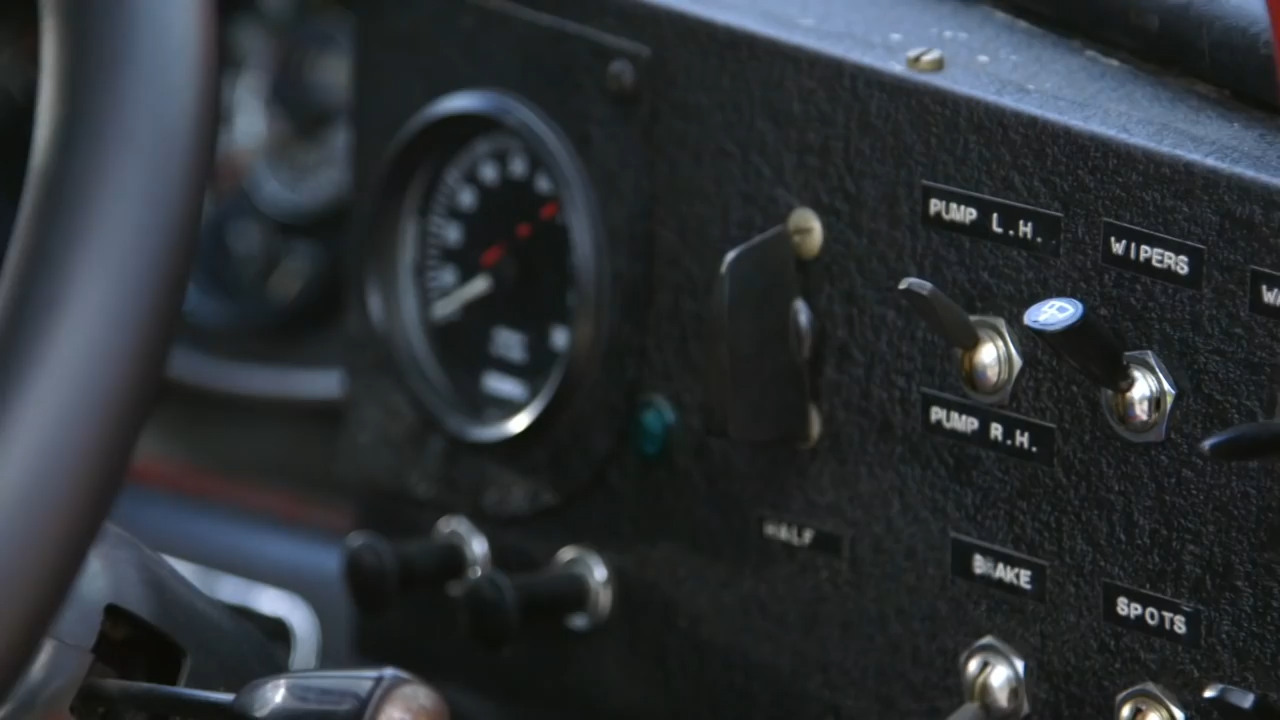 PUMP L.H.
WIPERS
PUMP R.H.
HALF
BRAKE
SPOTS